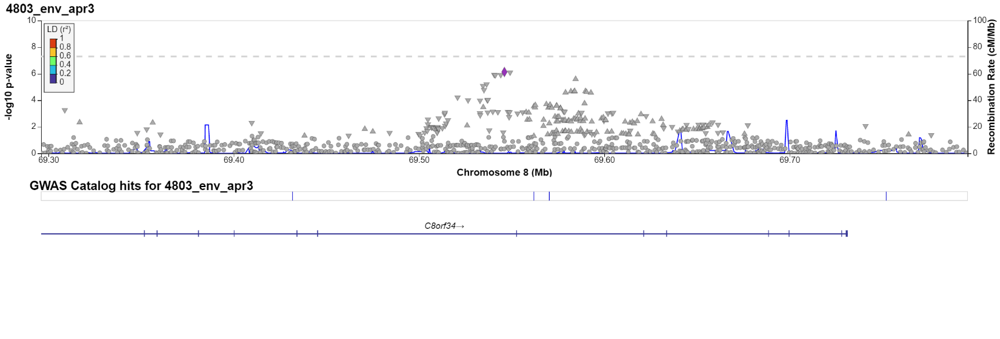 4803_env_apr3
10
8
6
4
2
0
-log10 p-value
LD (r²)
1
0.8
0.6
0.4
0.2
0
100
80
60
40
20
0
Recombination Rate (cM/Mb)
69.30 69.40 69.50 69.60 69.70
Chromosome 8 (Mb)
GWAS Catalog hits for 4803_env_apr3
C8orf34→